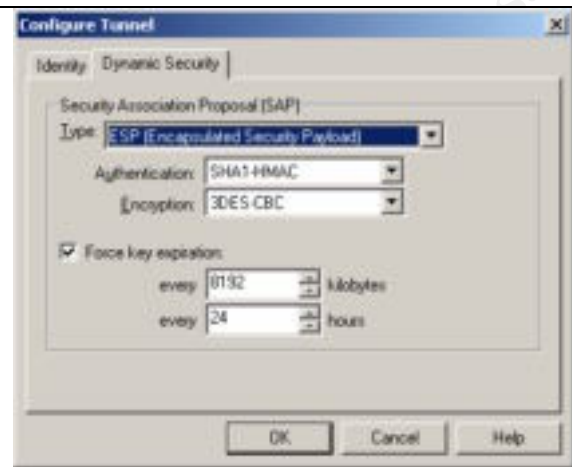 Configure Tunnel
Identity Dynamic Security
Security Association Proposal (SAP)
Type: ESP (Encapsulated Security Payload)
Authentication: SHA1-HMAC
Encryption: 3DES-CBC
Force key expiration:
every 8192 kilobytes
every 24 hours
OK Cancel Help